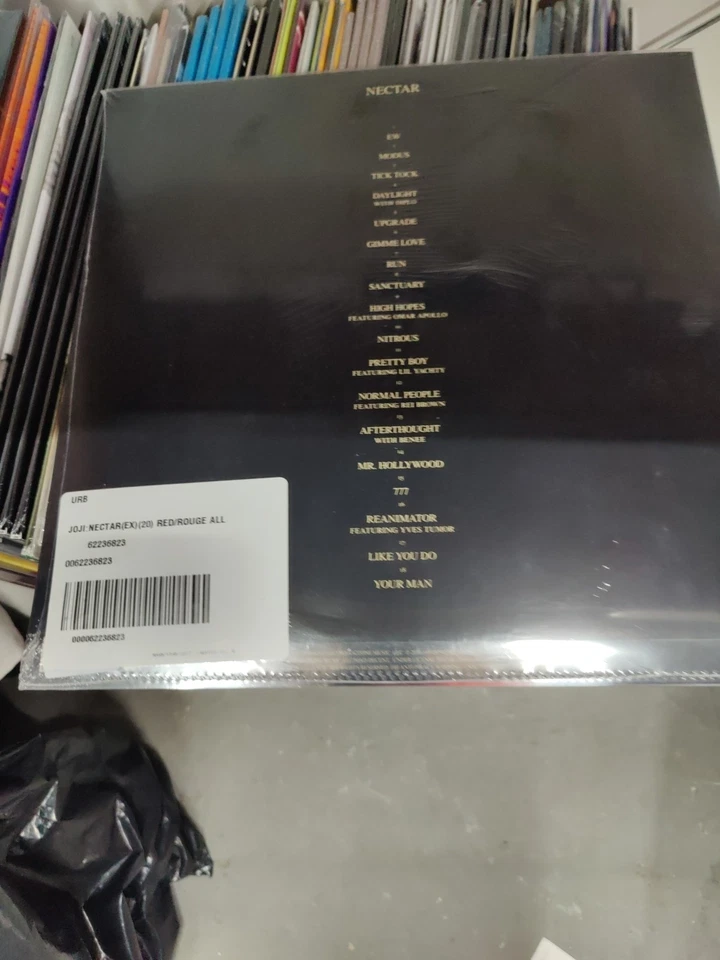 NECTAR
EW
MODUS
TICK TOCK
DAYLIGHT
WITH DIPLO
UPGRADE
GIMME LOVE
RUN
SANCTUARY
HIGH HOPES
FEATURING OMAR APOLLO
NITROUS
PRETTY BOY
FEATURING LIL YACHTY
NORMAL PEOPLE
FEATURING REI BROWN
AFTERTHOUGHT
WITH BENEE
MR. HOLLYWOOD
777
REANIMATOR
FEATURING YVES TUMOR
LIKE YOU DO
YOUR MAN
URB
JOJI:NECTAR(EX)(20) RED/ROUGE ALL
62236823
0062236823
000062236823